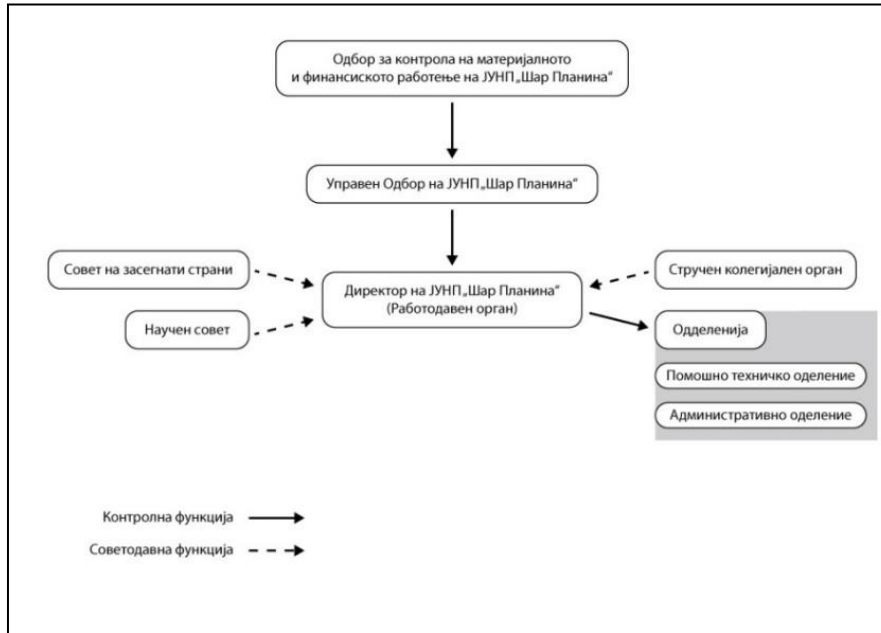 Одбор за контрола на материјалното
и финансиското работење на ЈУНП „Шар Планина“
Управен Одбор на ЈУНП „Шар Планина“
Совет на засегнати страни
Стручен колегијален орган
Директор на ЈУНП „Шар Планина“
(Работодавен орган)
Научен совет
Одделенија
Помошно техничко оделение
Административно оделение
Контролна функција
Советодавна функција